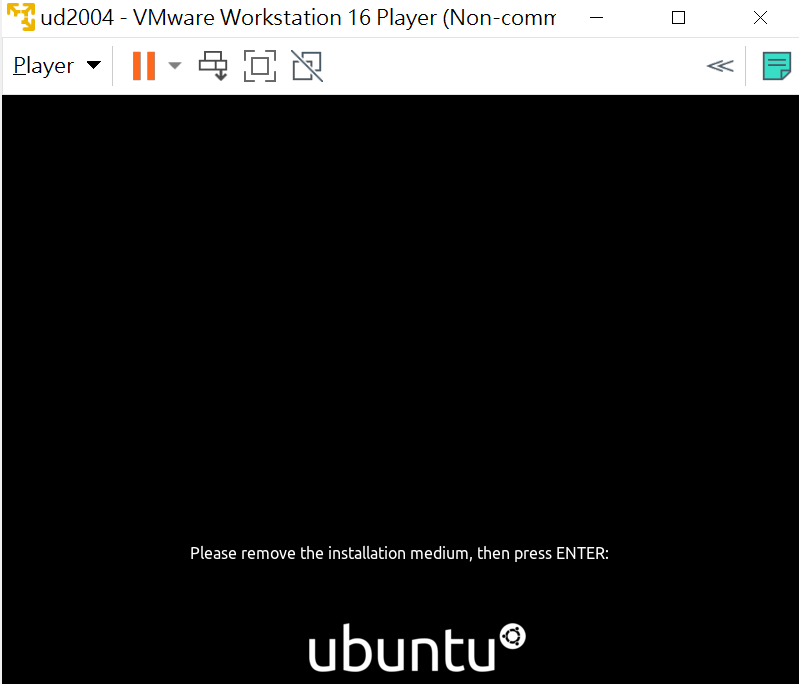 ud2004 - VMware Workstation 16 Player (Non-comm
Player
Please remove the installation medium, then press ENTER:
ubuntu